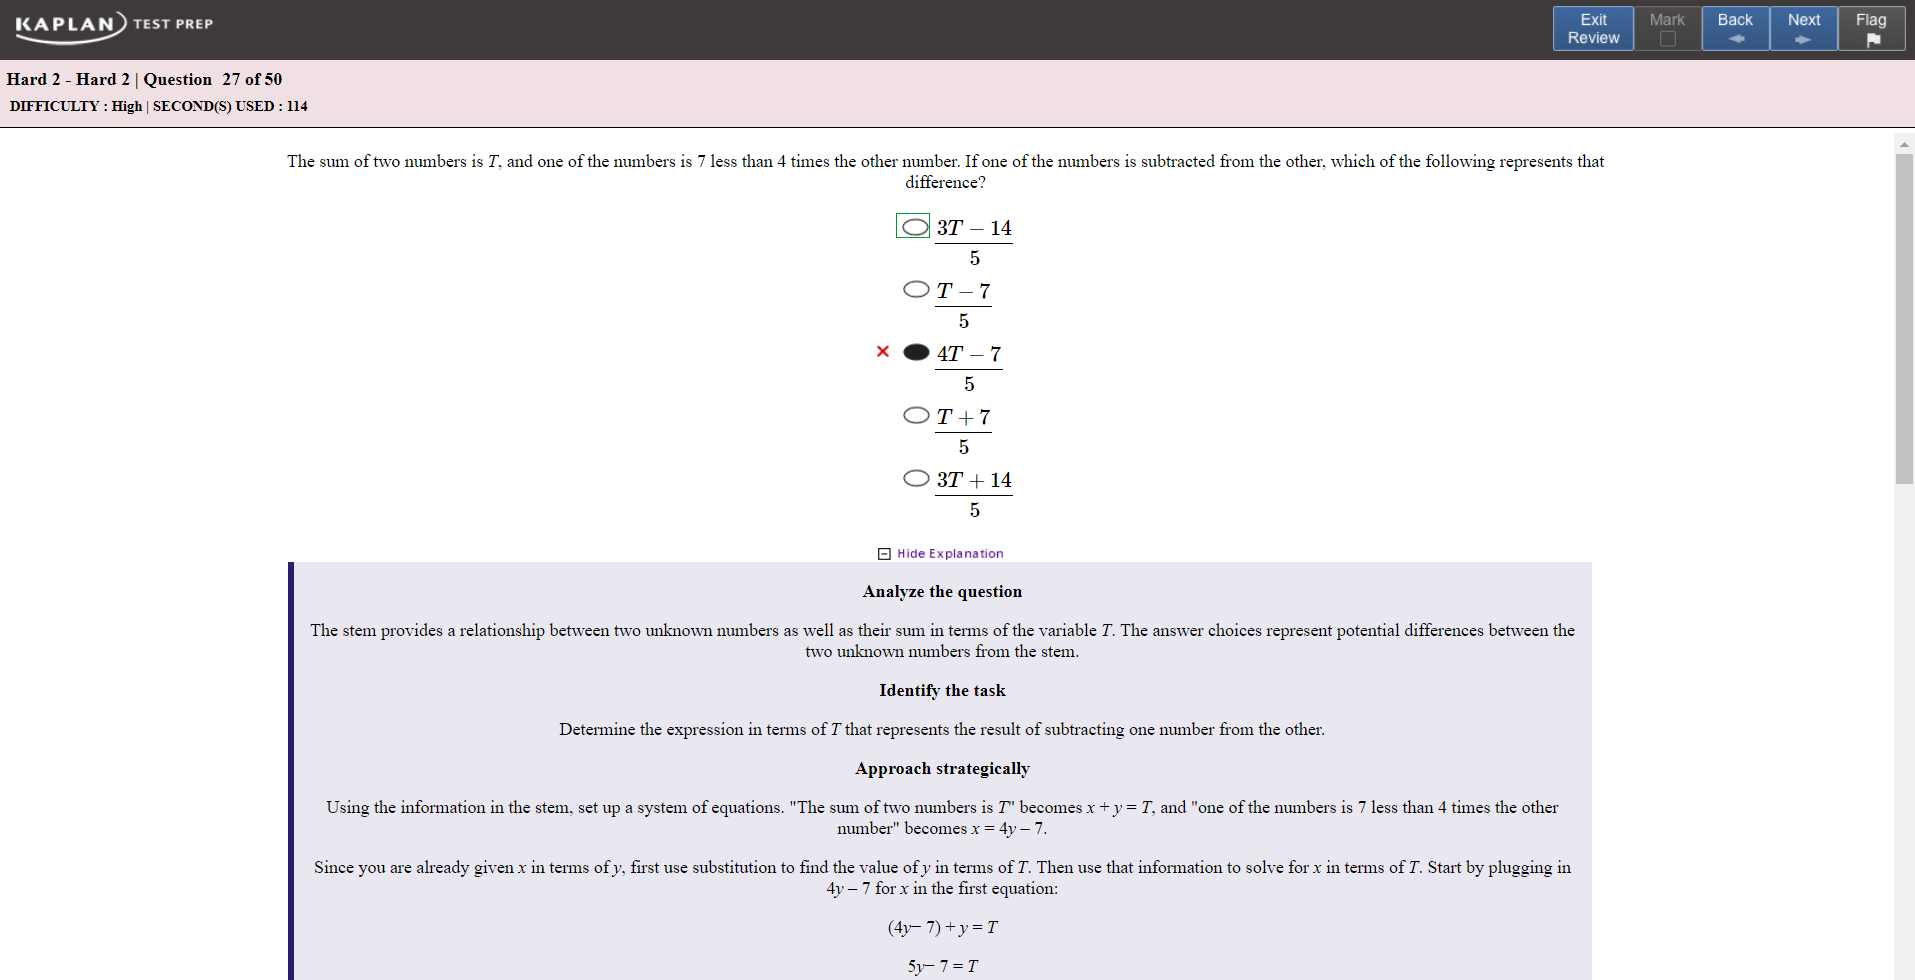 KAPLAN TEST PREP
Exit Review
Mark
Back
Next
Flag
Hard 2 - Hard 2 | Question 27 of 50
DIFFICULTY : High | SECOND(S) USED : 114
The sum of two numbers is T, and one of the numbers is 7 less than 4 times the other number. If one of the numbers is subtracted from the other, which of the following represents that
difference?
3T − 14
5
T − 7
5
4T − 7
5
T + 7
5
3T + 14
5
Hide Explanation
Analyze the question
The stem provides a relationship between two unknown numbers as well as their sum in terms of the variable T. The answer choices represent potential differences between the
two unknown numbers from the stem.
Identify the task
Determine the expression in terms of T that represents the result of subtracting one number from the other.
Approach strategically
Using the information in the stem, set up a system of equations. "The sum of two numbers is T" becomes x + y = T, and "one of the numbers is 7 less than 4 times the other
number" becomes x = 4y – 7.
Since you are already given x in terms of y, first use substitution to find the value of y in terms of T. Then use that information to solve for x in terms of T. Start by plugging in
4y – 7 for x in the first equation:
(4y− 7) + y = T
5y− 7 = T